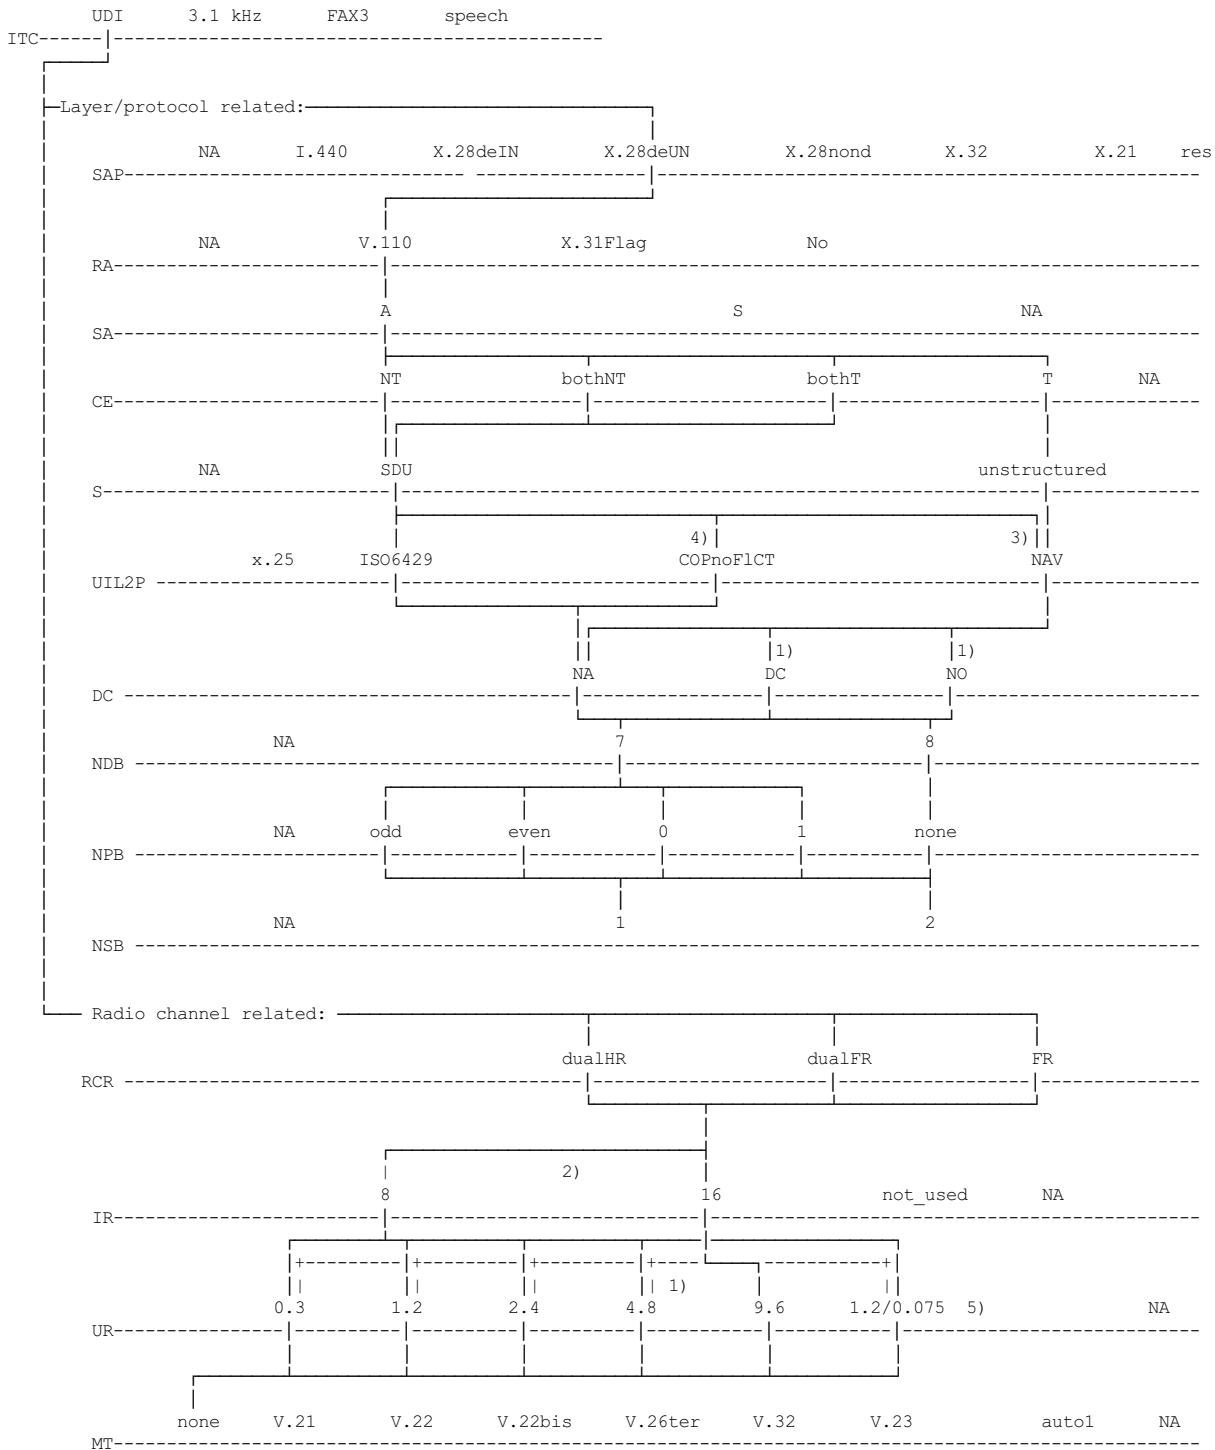 UDI 3.1 kHz FAX3 speech
ITC
Layer/protocol related:
NA I.440 X.28deIN X.28deUN X.28nond X.32 X.21 res
SAP
NA V.110 X.31Flag No
RA
A S NA
SA
NT bothNT bothT T NA
CE
NA SDU unstructured
S
4) 3)
x.25 ISO6429 COPnoFlCT NAV
UIL2P
1) 1)
NA DC NO
DC
NA 7 8
NDB
NA odd even 0 1 none
NPB
NA 1 2
NSB
Radio channel related:
dualHR dualFR FR
RCR
2)
8 16 not_used NA
IR
1)
0.3 1.2 2.4 4.8 9.6 1.2/0.075 5) NA
UR
none V.21 V.22 V.22bis V.26ter V.32 V.23 auto1 NA
MT